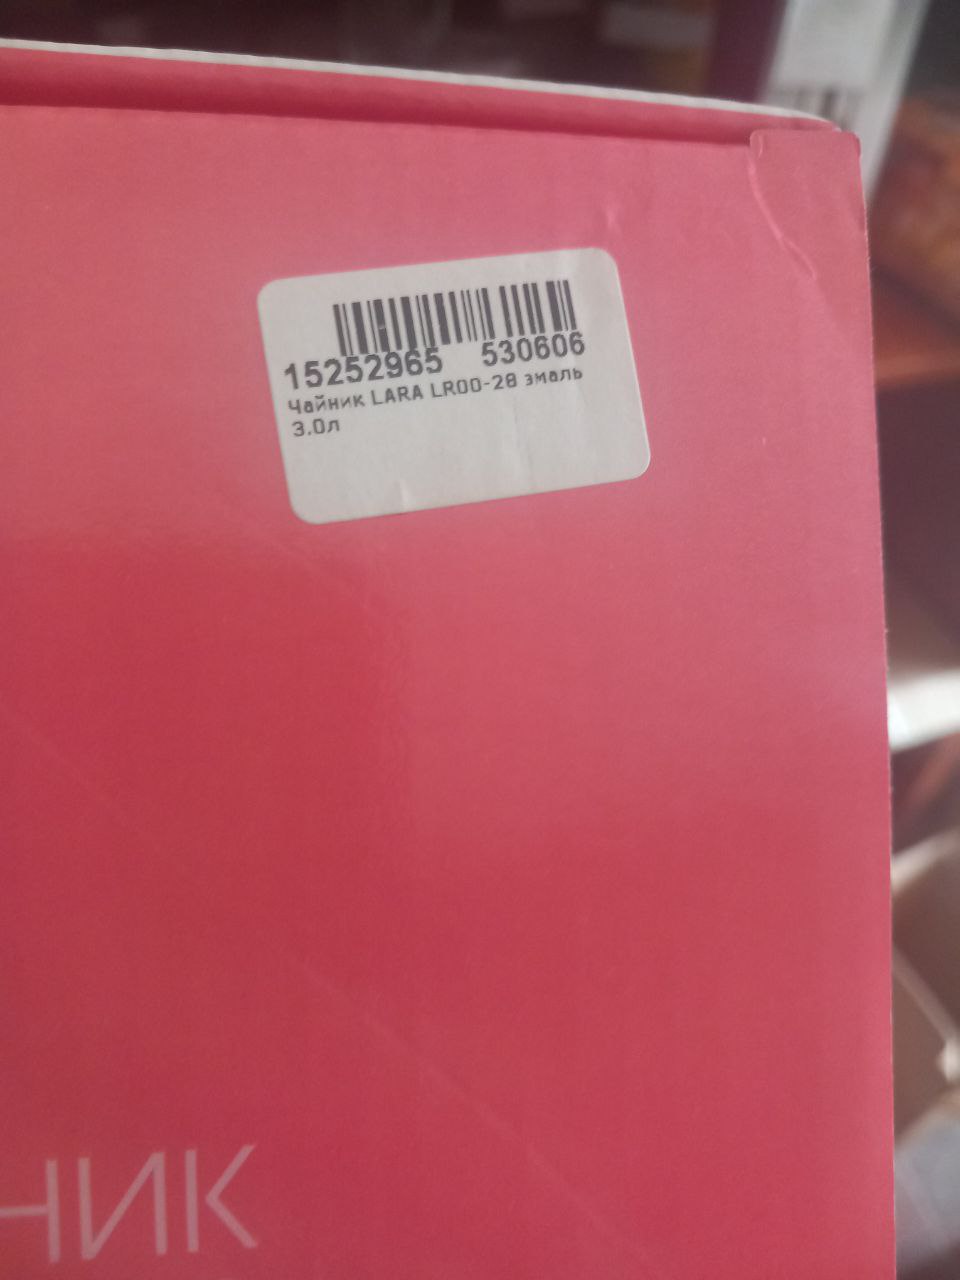 15252965 530606
Чайник LARA LR00-28 эмаль
3.0л
НИК